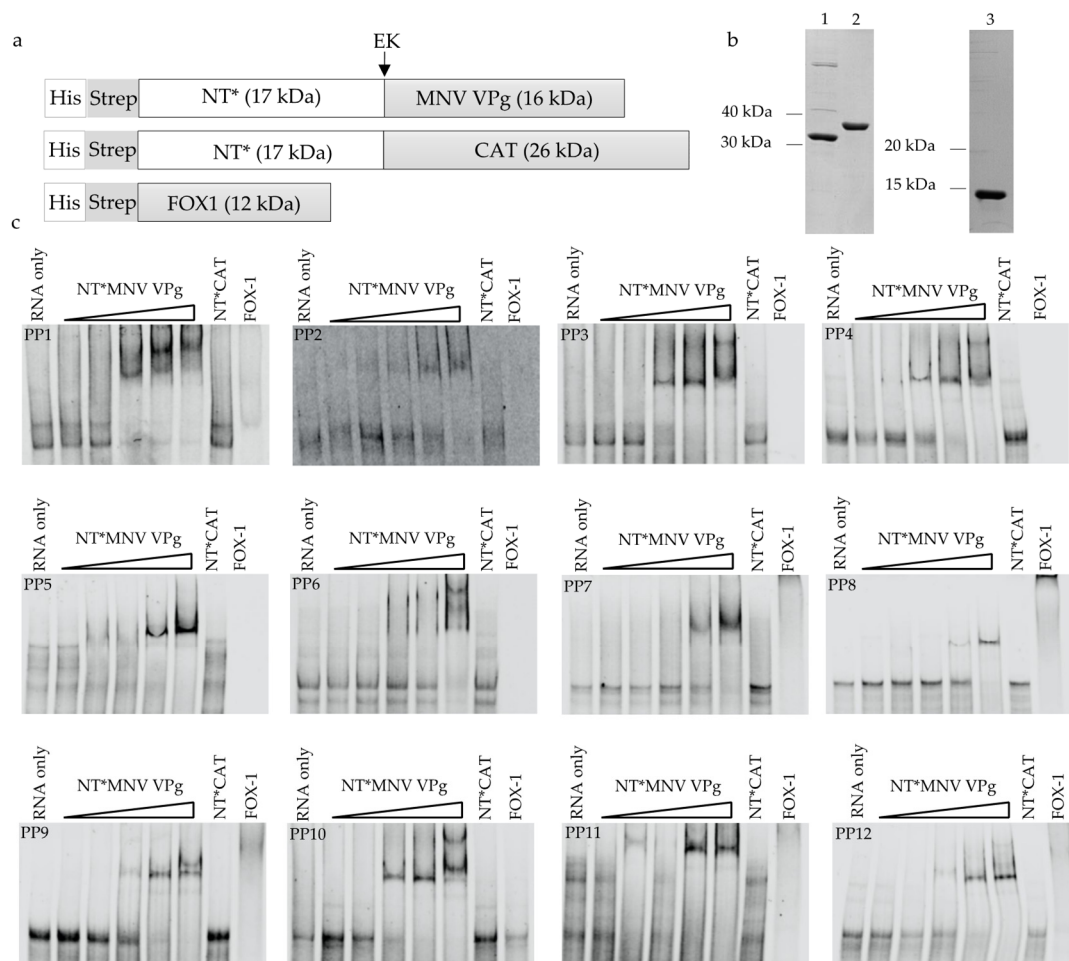 a
EK
His Strep NT* (17 kDa) MNV VPg (16 kDa)
His Strep NT* (17 kDa) CAT (26 kDa)
His Strep FOX1 (12 kDa)
b
1 2 3
40 kDa
30 kDa
20 kDa
15 kDa
c
RNA only NT*MNV VPg NT*CAT FOX-1
PP1
RNA only NT*MNV VPg NT*CAT FOX-1
PP2
RNA only NT*MNV VPg NT*CAT FOX-1
PP3
RNA only NT*MNV VPg NT*CAT FOX-1
PP4
RNA only NT*MNV VPg NT*CAT FOX-1
PP5
RNA only NT*MNV VPg NT*CAT FOX-1
PP6
RNA only NT*MNV VPg NT*CAT FOX-1
PP7
RNA only NT*MNV VPg NT*CAT FOX-1
PP8
RNA only NT*MNV VPg NT*CAT FOX-1
PP9
RNA only NT*MNV VPg NT*CAT FOX-1
PP10
RNA only NT*MNV VPg NT*CAT FOX-1
PP11
RNA only NT*MNV VPg NT*CAT FOX-1
PP12